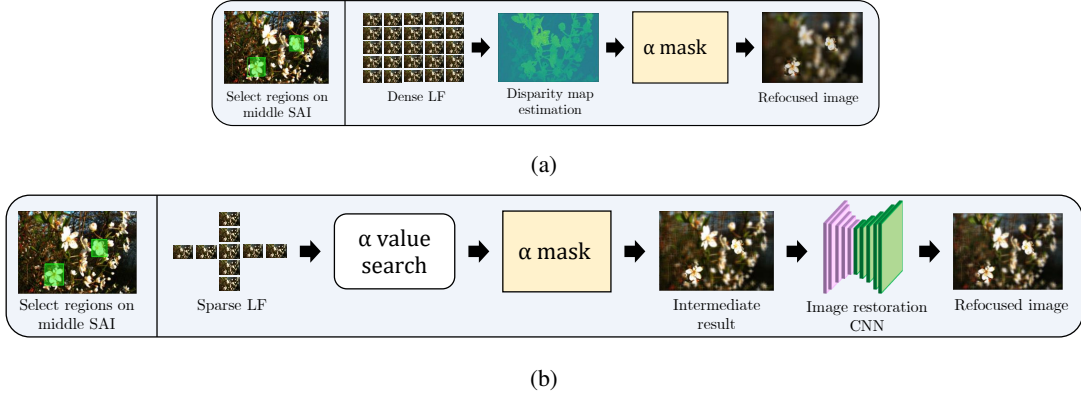 Select regions on
middle SAI
Dense LF
Disparity map
estimation
α mask
Refocused image
(a)
Select regions on
middle SAI
Sparse LF
α value
search
α mask
Intermediate
result
Image restoration
CNN
Refocused image
(b)